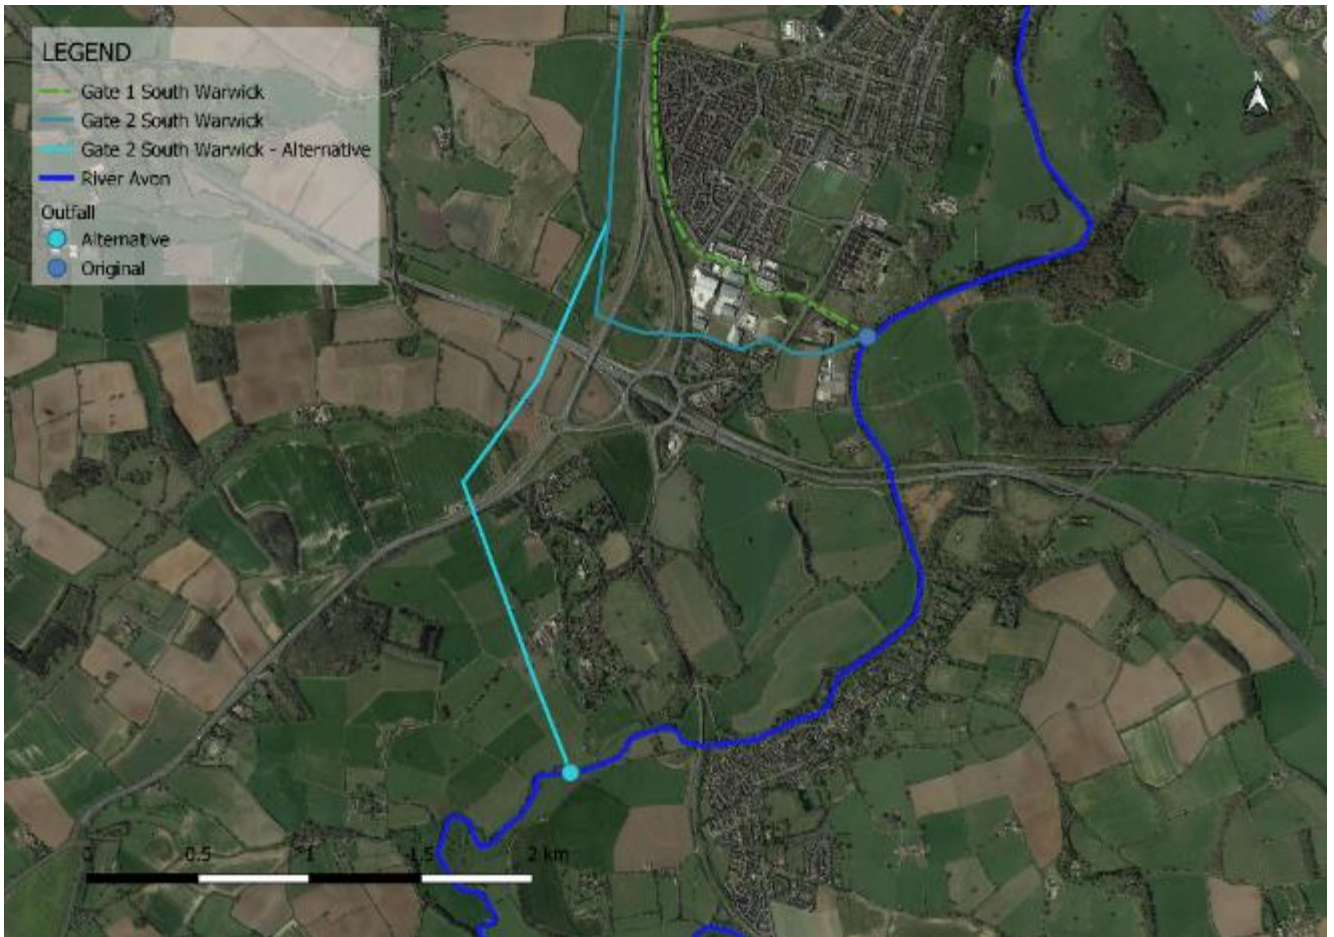 LEGEND
Gate 1 South Warwick
Gate 2 South Warwick
Gate 2 South Warwick - Alternative
River Avon
Outfall
Alternative
Original
N
0 0.5 1 1.5 2 km